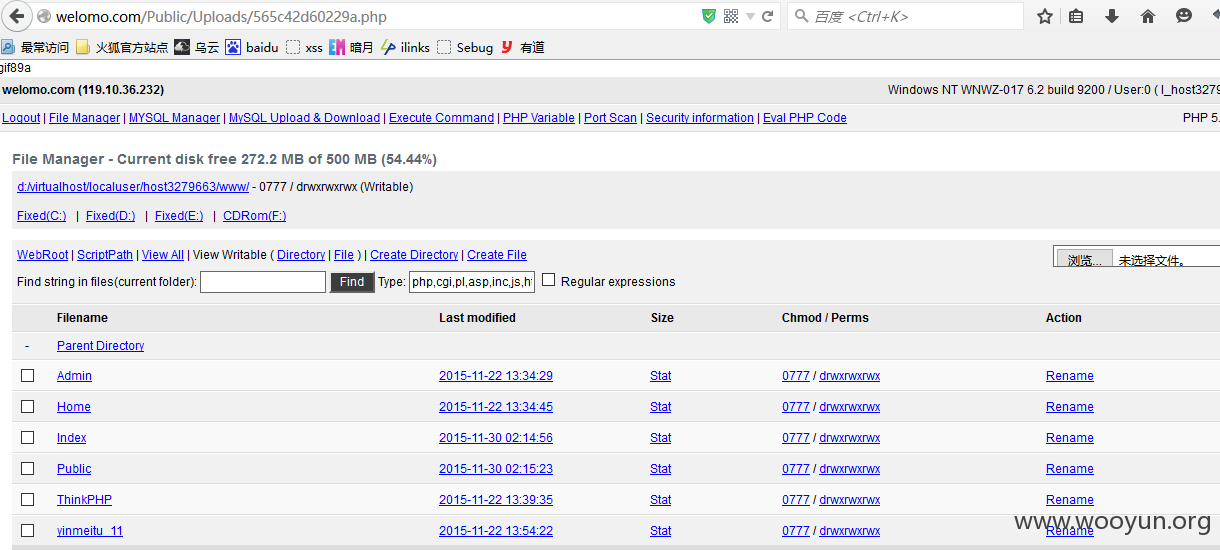 welomo.com/Public/Uploads/565c42d60229a.php
百度 <Ctrl+K>
最常访问 火狐官方站点 乌云 baidu xss 暗月 ilinks Sebug 有道
gif89a
welomo.com (119.10.36.232) Windows NT WNWZ-017 6.2 build 9200 / User:0 ( l_host3279
Logout | File Manager | MYSQL Manager | MySQL Upload & Download | Execute Command | PHP Variable | Port Scan | Security information | Eval PHP Code PHP 5.
File Manager - Current disk free 272.2 MB of 500 MB (54.44%)
d:/virtualhost/localuser/host3279663/www/ - 0777 / drwxrwxrwx (Writable)
Fixed(C:) | Fixed(D:) | Fixed(E:) | CDRom(F:)
WebRoot | ScriptPath | View All | View Writable ( Directory | File ) | Create Directory | Create File 浏览... 未选择文件。
Find string in files(current folder): Find Type: php,cgi,pl,asp,inc,js,h Regular expressions
Filename Last modified Size Chmod / Perms Action
- Parent Directory
Admin 2015-11-22 13:34:29 Stat 0777 / drwxrwxrwx Rename
Home 2015-11-22 13:34:45 Stat 0777 / drwxrwxrwx Rename
Index 2015-11-30 02:14:56 Stat 0777 / drwxrwxrwx Rename
Public 2015-11-30 02:15:23 Stat 0777 / drwxrwxrwx Rename
ThinkPHP 2015-11-22 13:39:35 Stat 0777 / drwxrwxrwx Rename
yinmeitu_11 2015-11-22 13:54:22 Stat 0777 / drwxrwxrwx Rename
www.wooyun.org